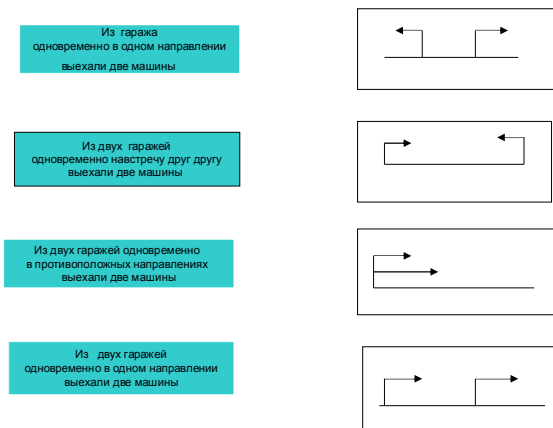 Из гаража
одновременно в одном направлении
выехали две машины
Из двух гаражей
одновременно навстречу друг другу
выехали две машины
Из двух гаражей одновременно
в противоположных направлениях
выехали две машины
Из двух гаражей
одновременно в одном направлении
выехали две машины